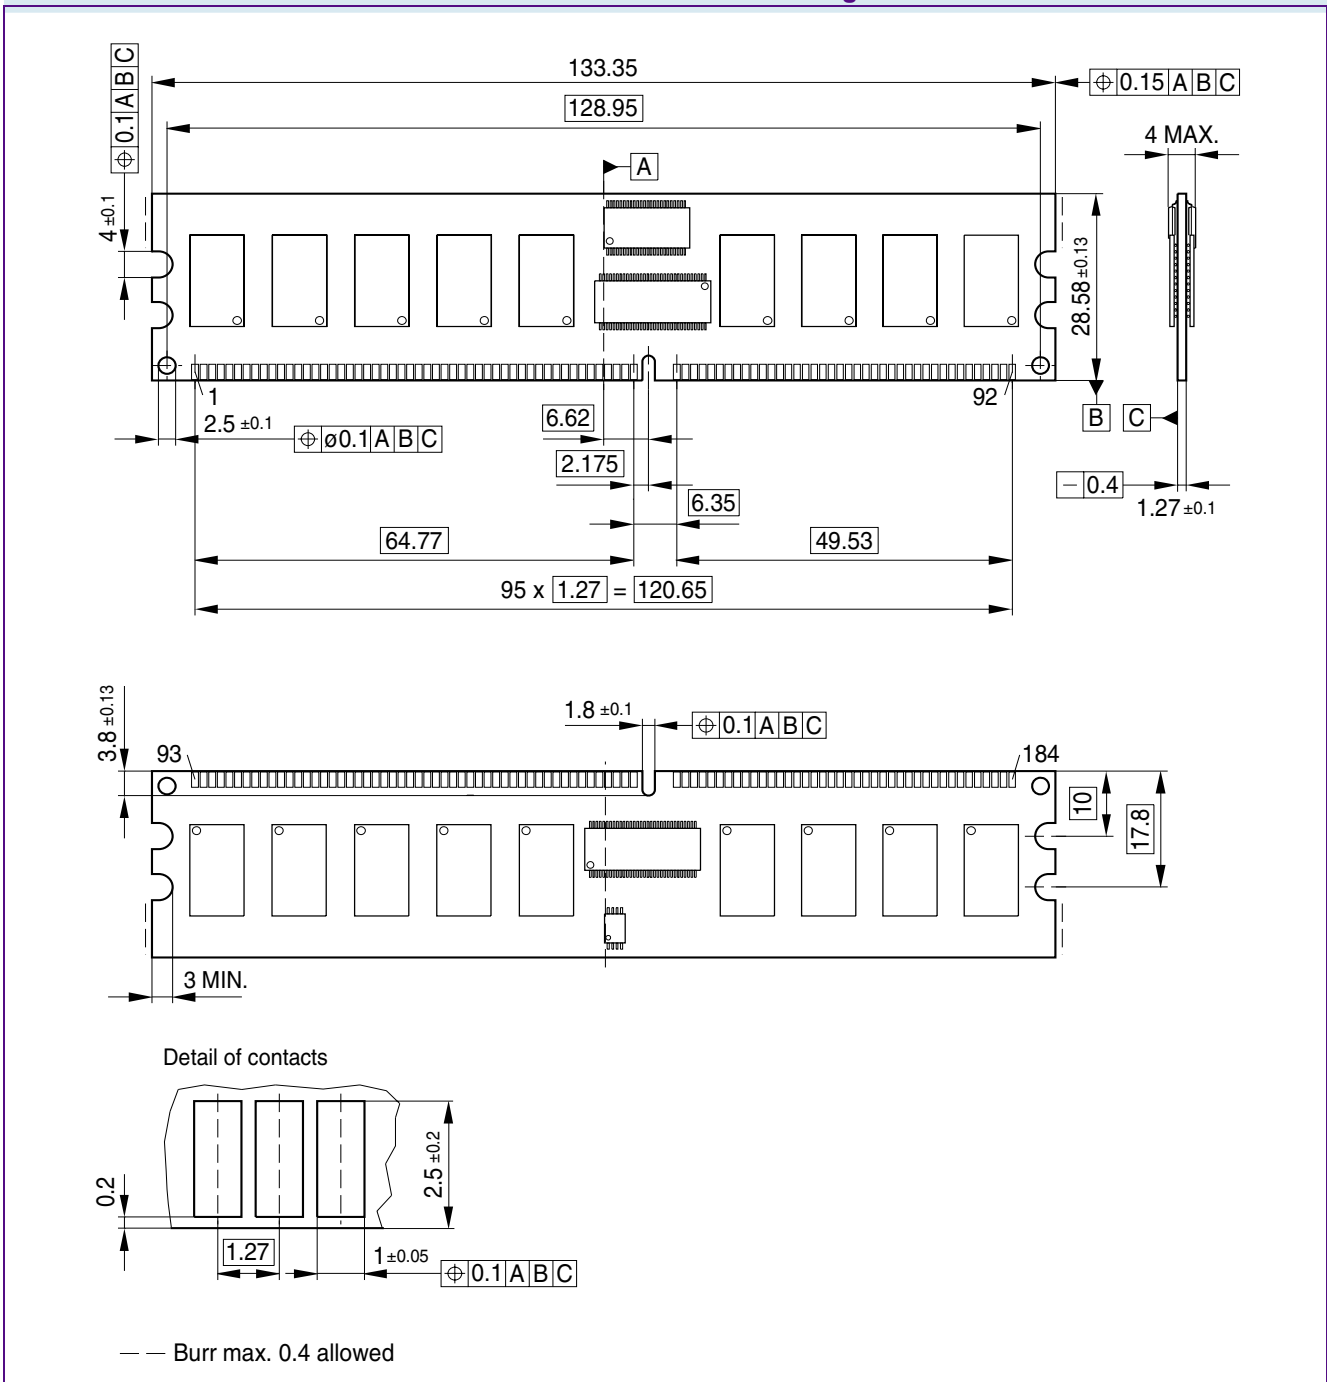 133.35
⌖ 0.1 A B C
⌖ 0.15 A B C
128.95
4 MAX.
A
4 ±0.1
28.58 ±0.13
1
92
2.5 ±0.1
⌖ ø0.1 A B C
6.62
B
C
2.175
6.35
⏤ 0.4
1.27 ±0.1
64.77
49.53
95 x 1.27 = 120.65
3.8 ±0.13
1.8 ±0.1
⌖ 0.1 A B C
93
184
10
17.8
3 MIN.
Detail of contacts
0.2
2.5 ±0.2
1.27
1 ±0.05
⌖ 0.1 A B C
— — Burr max. 0.4 allowed